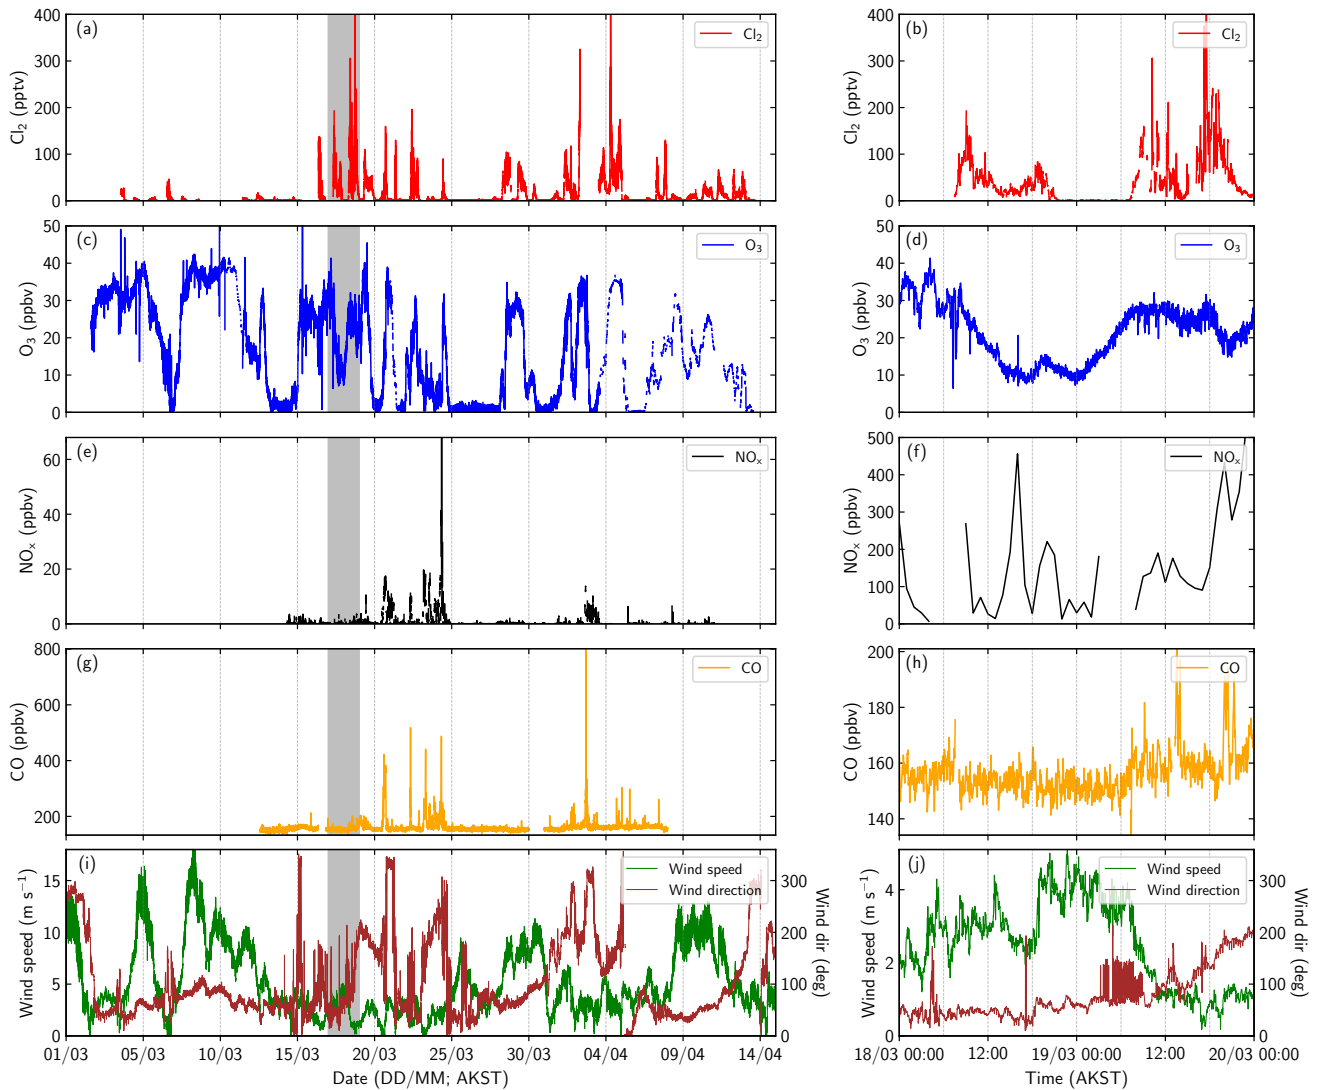 (a)
Cl₂
Cl₂ (pptv)
400
300
200
100
0
(b)
Cl₂
Cl₂ (pptv)
400
300
200
100
0
(c)
O₃
O₃ (ppbv)
50
40
30
20
10
0
(d)
O₃
O₃ (ppbv)
50
40
30
20
10
0
(e)
NOₓ
NOₓ (ppbv)
60
40
20
0
(f)
NOₓ
NOₓ (ppbv)
500
400
300
200
100
0
(g)
CO
CO (ppbv)
800
600
400
200
(h)
CO
CO (ppbv)
200
180
160
140
(i)
Wind speed
Wind direction
Wind speed (m s⁻¹)
15
10
5
0
Wind dir (deg)
300
200
100
0
01/03 05/03 10/03 15/03 20/03 25/03 30/03 4/04 09/04 14/04
Date (DD/MM; AKST)
(j)
Wind speed
Wind direction
Wind speed (m s⁻¹)
4
2
0
Wind dir (deg)
300
200
100
0
18/03 00:00 12:00 19/03 00:00 12:00 20/03 00:00
Time (AKST)